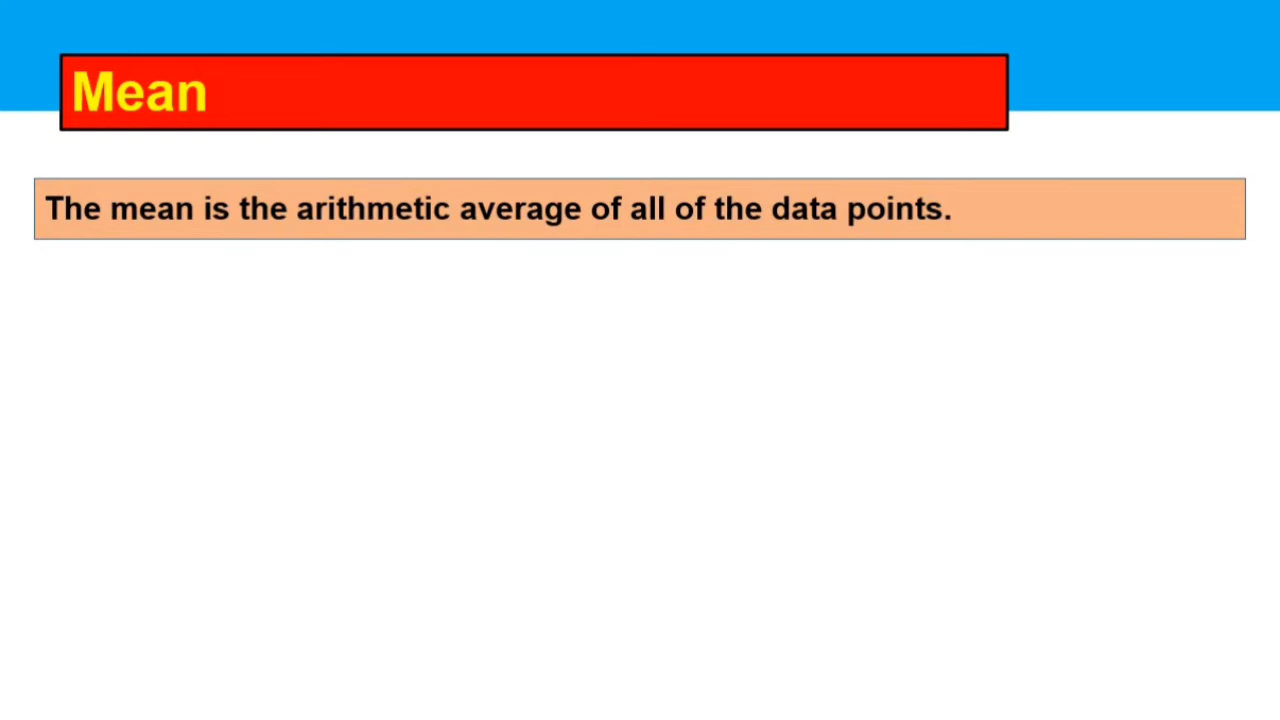 Mean
The mean is the arithmetic average of all of the data points.